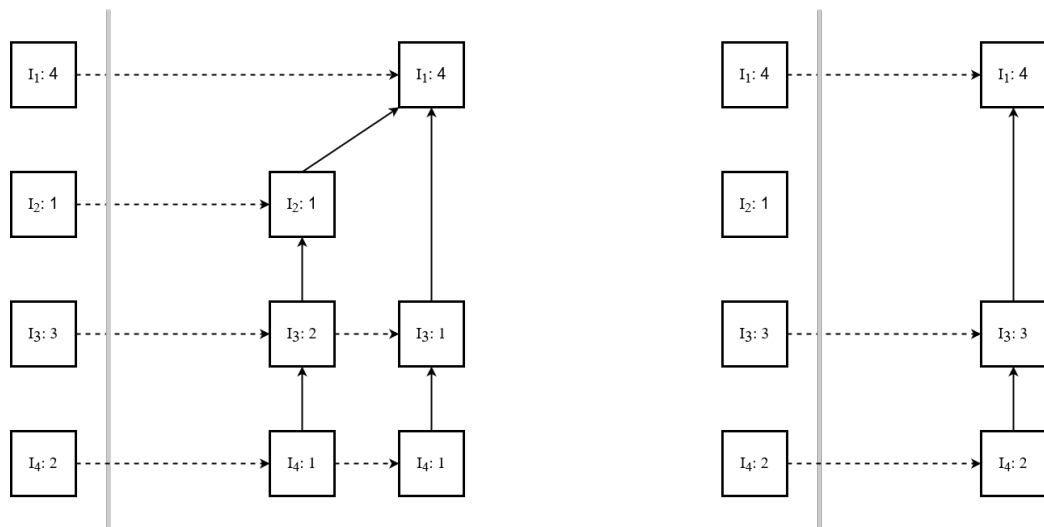 I₁: 4 I₁: 4 I₁: 4 I₁: 4
I₂: 1 I₂: 1 I₂: 1
I₃: 3 I₃: 2 I₃: 1 I₃: 3 I₃: 3
I₄: 2 I₄: 1 I₄: 1 I₄: 2 I₄: 2